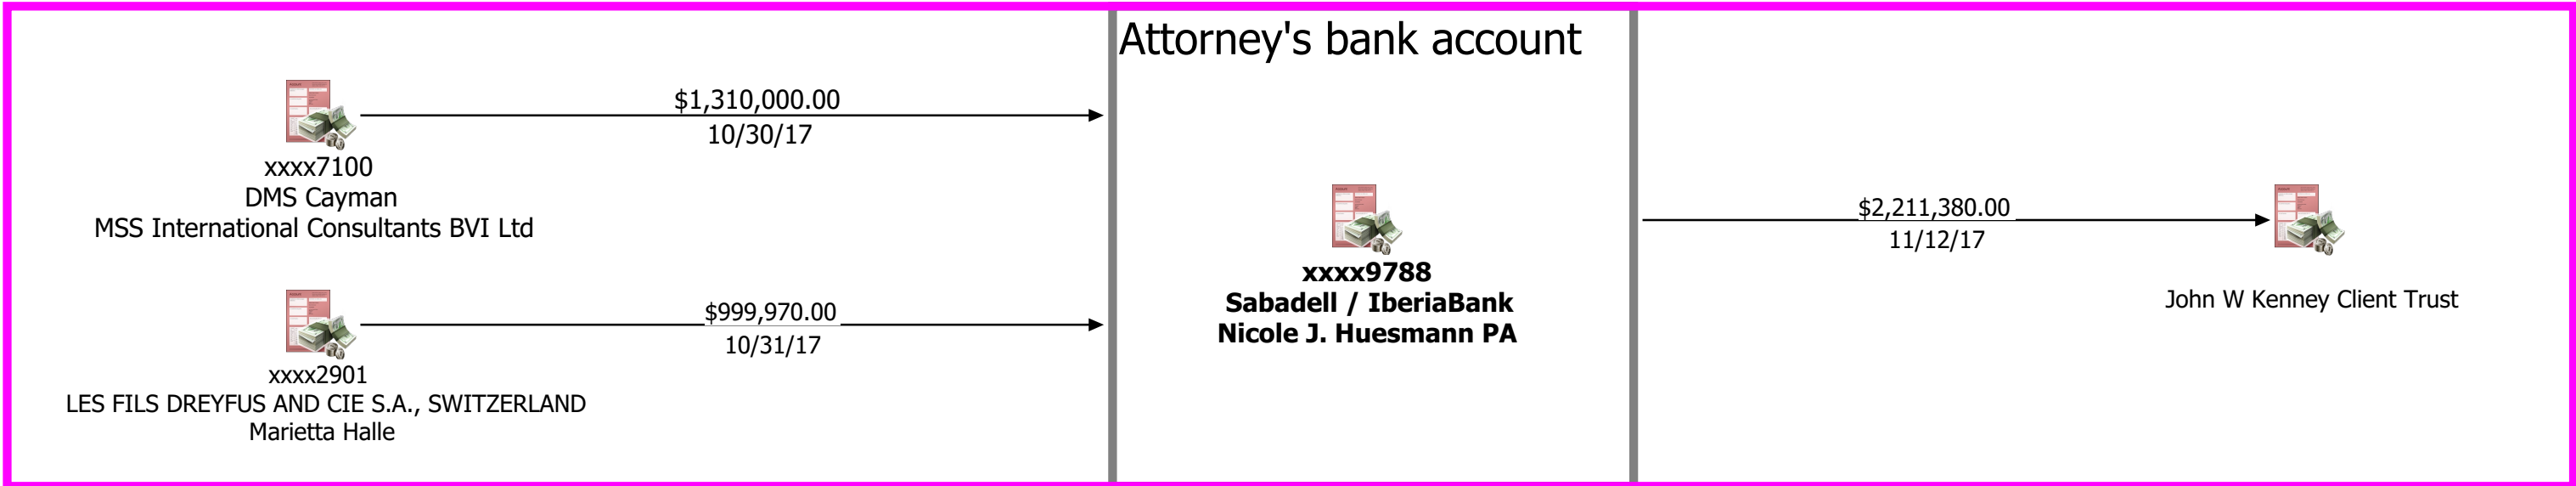 Attorney's bank account
$1,310,000.00
10/30/17
xxxx7100
DMS Cayman
MSS International Consultants BVI Ltd
$999,970.00
10/31/17
xxxx2901
LES FILS DREYFUS AND CIE S.A., SWITZERLAND
Marietta Halle
xxxx9788
Sabadell / IberiaBank
Nicole J. Huesmann PA
$2,211,380.00
11/12/17
John W Kenney Client Trust